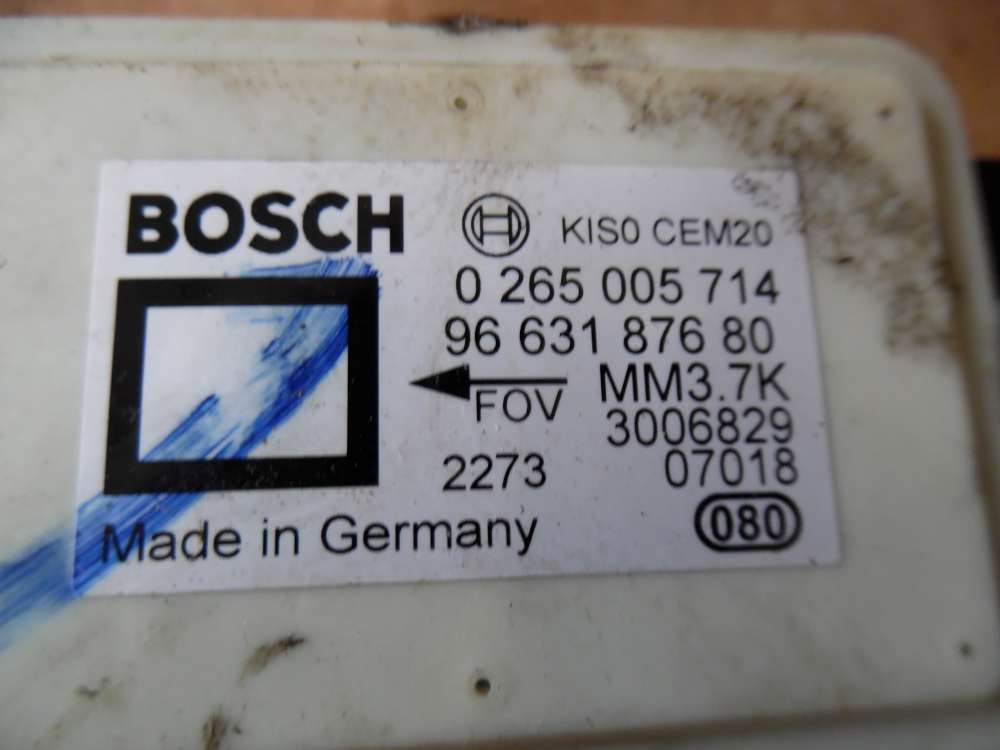 BOSCH KIS0 CEM20
0 265 005 714
96 631 876 80
MM3.7K
FOV
3006829
2273 07018
Made in Germany 080